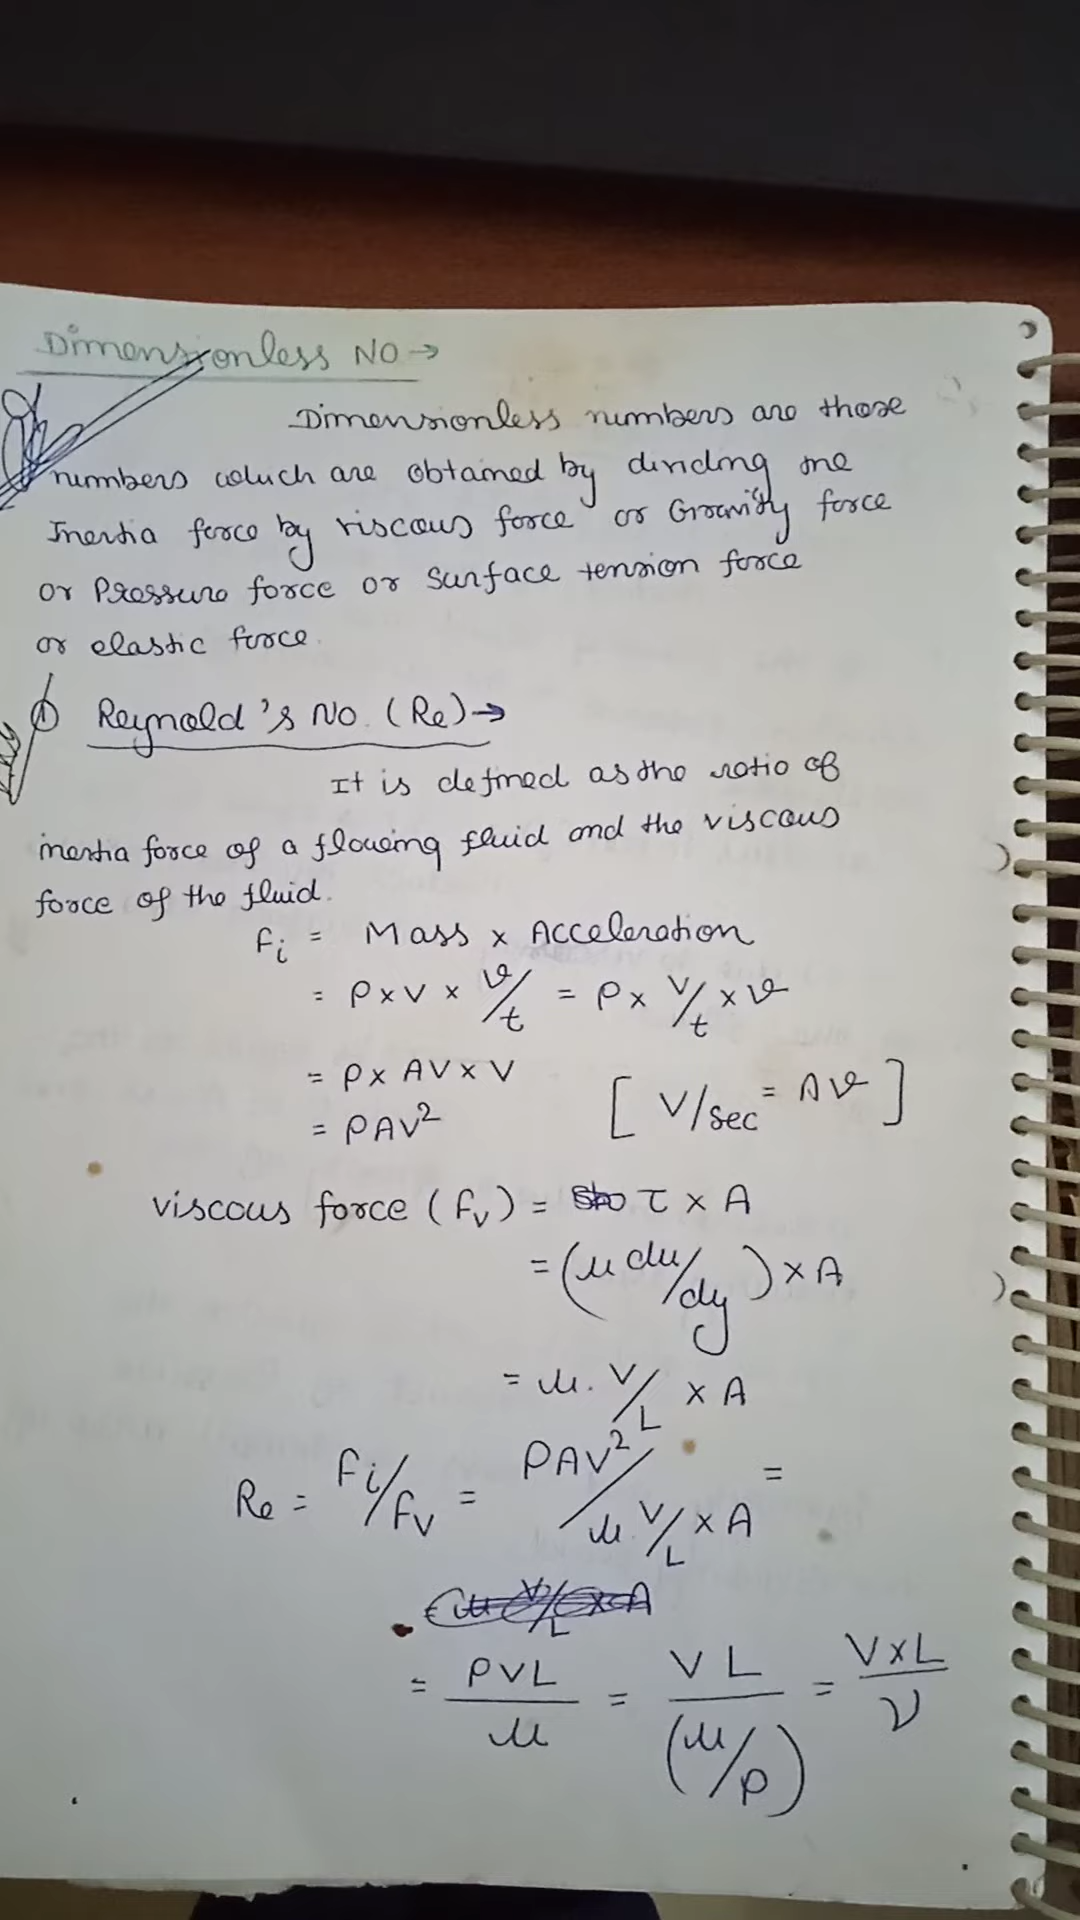 Dimensionless No →
Dimensionless numbers are those
numbers which are obtained by dividing the
Inertia force by viscous force or Gravity force
or Pressure force or surface tension force
or elastic force.
① Reynold's No. (Re) →
It is defined as the ratio of
inertia force of a flowing fluid and the viscous
force of the fluid.
Fi = Mass × Acceleration
= ρ × V × v/t = ρ × V/t × v
= ρ × AV × V [V/sec = Av]
= ρAV²
viscous force (Fv) = τ × A
= (μ du/dy) × A
= μ. V/L × A
Re = Fi/Fv = ρAV² / μ. V/L × A =
= ρVL/μ = VL/(μ/ρ) = V×L/ν